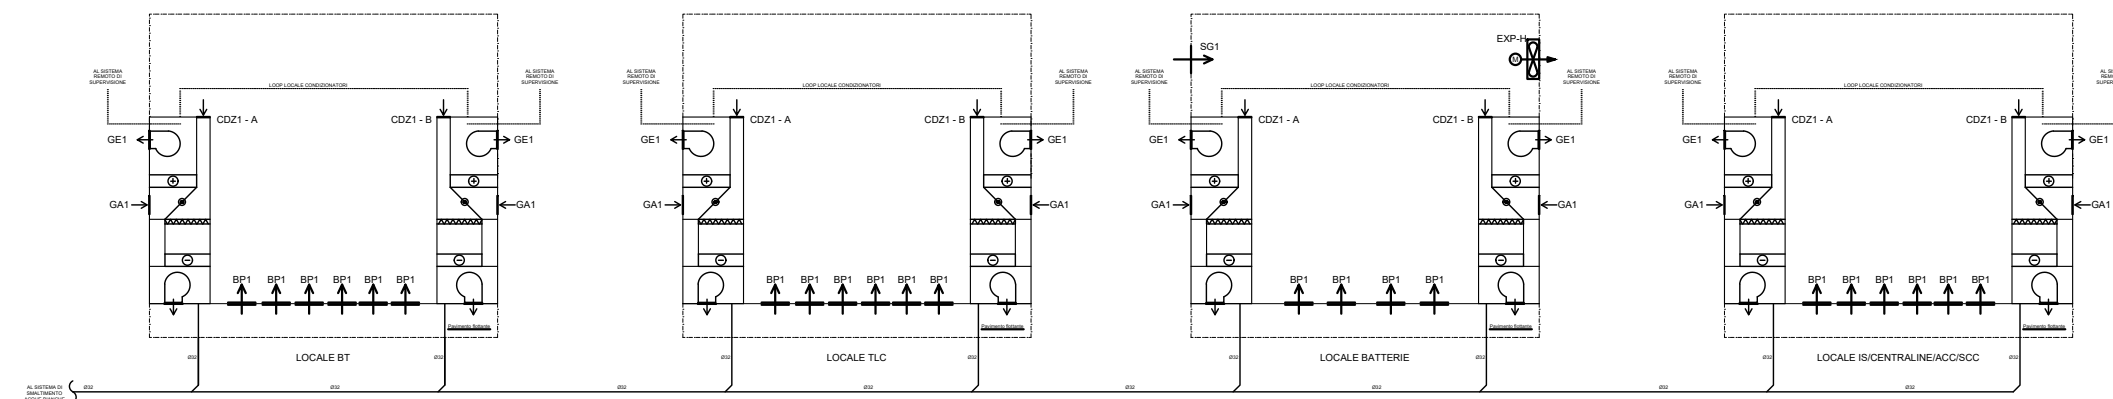 SG1
EXP-H
AL SISTEMA
REMOTO DI
SUPERVISIONE
LOOP LOCALE CONDIZIONATORI
AL SISTEMA
REMOTO DI
SUPERVISIONE
AL SISTEMA
REMOTO DI
SUPERVISIONE
LOOP LOCALE CONDIZIONATORI
AL SISTEMA
REMOTO DI
SUPERVISIONE
AL SISTEMA
REMOTO DI
SUPERVISIONE
LOOP LOCALE CONDIZIONATORI
M
AL SISTEMA
REMOTO DI
SUPERVISIONE
AL SISTEMA
REMOTO DI
SUPERVISIONE
LOOP LOCALE CONDIZIONATORI
CDZ1 - A CDZ1 - B CDZ1 - A CDZ1 - B CDZ1 - A CDZ1 - B CDZ1 - A CDZ1 - B
GE1 GE1 GE1 GE1 GE1 GE1 GE1 GE1
GA1 GA1 GA1 GA1 GA1 GA1 GA1 GA1
BP1 BP1 BP1 BP1 BP1 BP1 BP1 BP1 BP1 BP1 BP1 BP1 BP1 BP1 BP1 BP1 BP1 BP1 BP1 BP1 BP1 BP1
Pavimento flottante Pavimento flottante Pavimento flottante Pavimento flottante
Ø32 LOCALE BT Ø32 Ø32 LOCALE TLC Ø32 Ø32 LOCALE BATTERIE Ø32 Ø32 LOCALE IS/CENTRALINE/ACC/SCC Ø32
AL SISTEMA DI
SMALTIMENTO
Ø32 Ø32 Ø32 Ø32 Ø32 Ø32 Ø32 Ø32